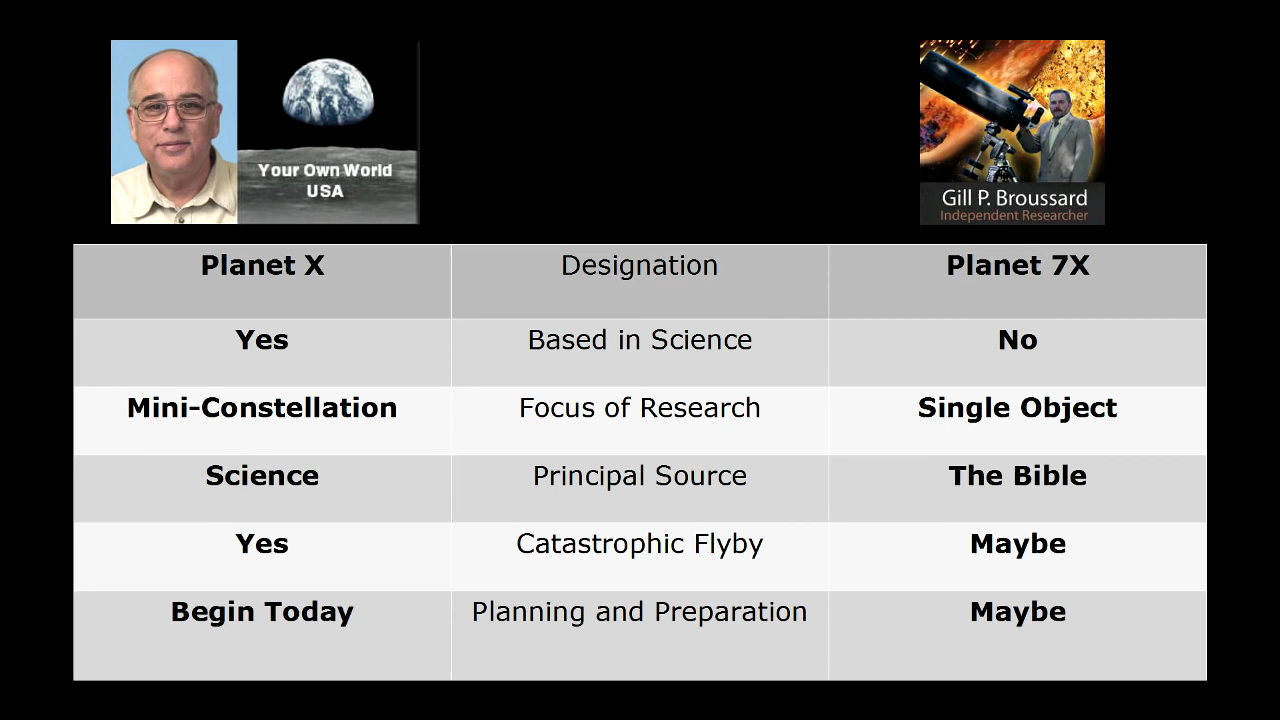 Your Own World
USA
Gill P. Broussard
Independent Researcher
Planet X Designation Planet 7X
Yes Based in Science No
Mini-Constellation Focus of Research Single Object
Science Principal Source The Bible
Yes Catastrophic Flyby Maybe
Begin Today Planning and Preparation Maybe